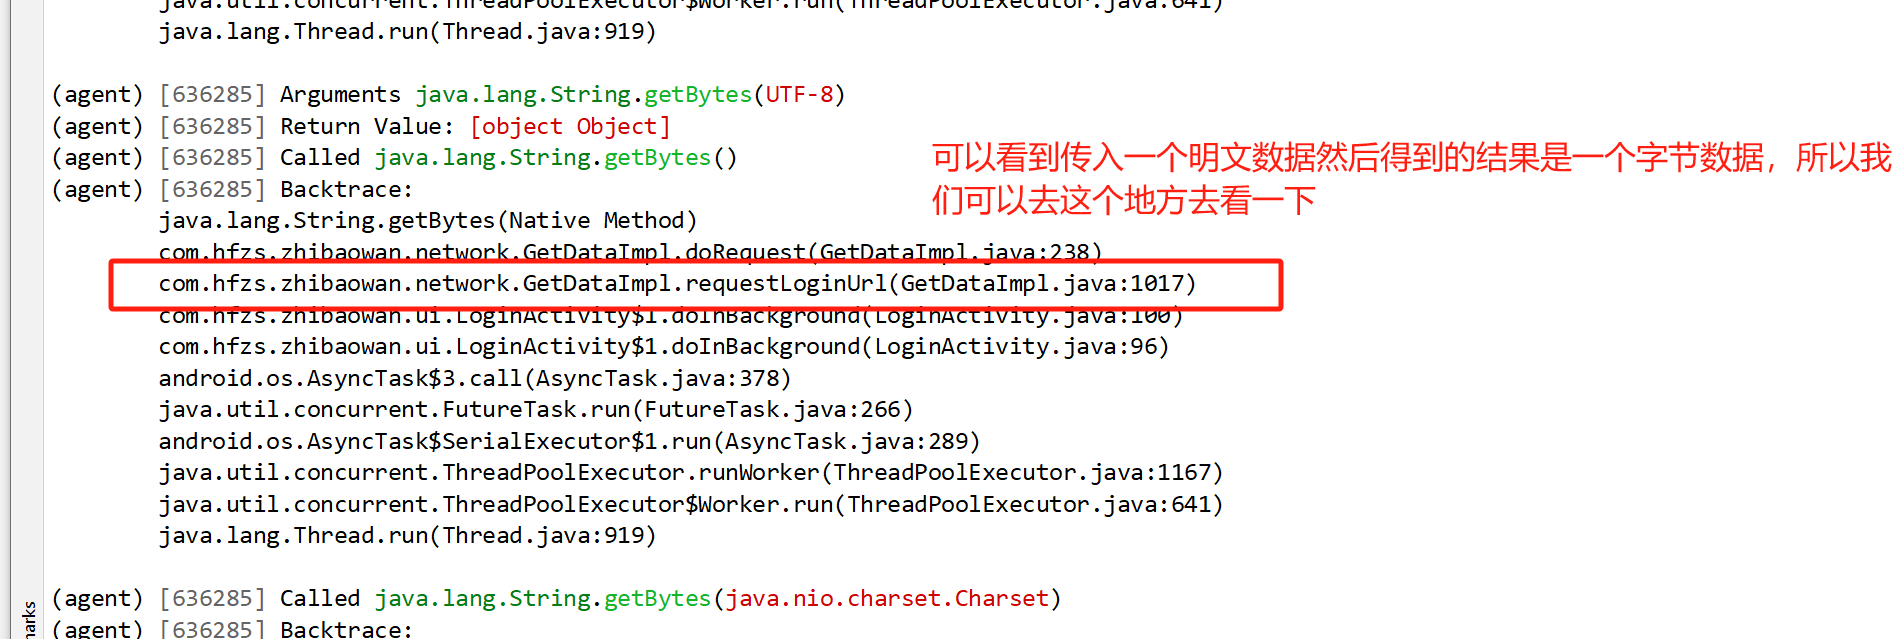 java.util.concurrent.ThreadPoolExecutor$Worker.run(ThreadPoolExecutor.java:641)
java.lang.Thread.run(Thread.java:919)
(agent) [636285] Arguments java.lang.String.getBytes(UTF-8)
(agent) [636285] Return Value: [object Object]
(agent) [636285] Called java.lang.String.getBytes()
(agent) [636285] Backtrace:
java.lang.String.getBytes(Native Method)
com.hfzs.zhibaowan.network.GetDataImpl.doRequest(GetDataImpl.java:238)
com.hfzs.zhibaowan.network.GetDataImpl.requestLoginUrl(GetDataImpl.java:1017)
com.hfzs.zhibaowan.ui.LoginActivity$1.doInBackground(LoginActivity.java:100)
com.hfzs.zhibaowan.ui.LoginActivity$1.doInBackground(LoginActivity.java:96)
android.os.AsyncTask$3.call(AsyncTask.java:378)
java.util.concurrent.FutureTask.run(FutureTask.java:266)
android.os.AsyncTask$SerialExecutor$1.run(AsyncTask.java:289)
java.util.concurrent.ThreadPoolExecutor.runWorker(ThreadPoolExecutor.java:1167)
java.util.concurrent.ThreadPoolExecutor$Worker.run(ThreadPoolExecutor.java:641)
java.lang.Thread.run(Thread.java:919)
(agent) [636285] Called java.lang.String.getBytes(java.nio.charset.Charset)
(agent) [636285] Backtrace:
可以看到传入一个明文数据然后得到的结果是一个字节数据，所以我
们可以去这个地方去看一下